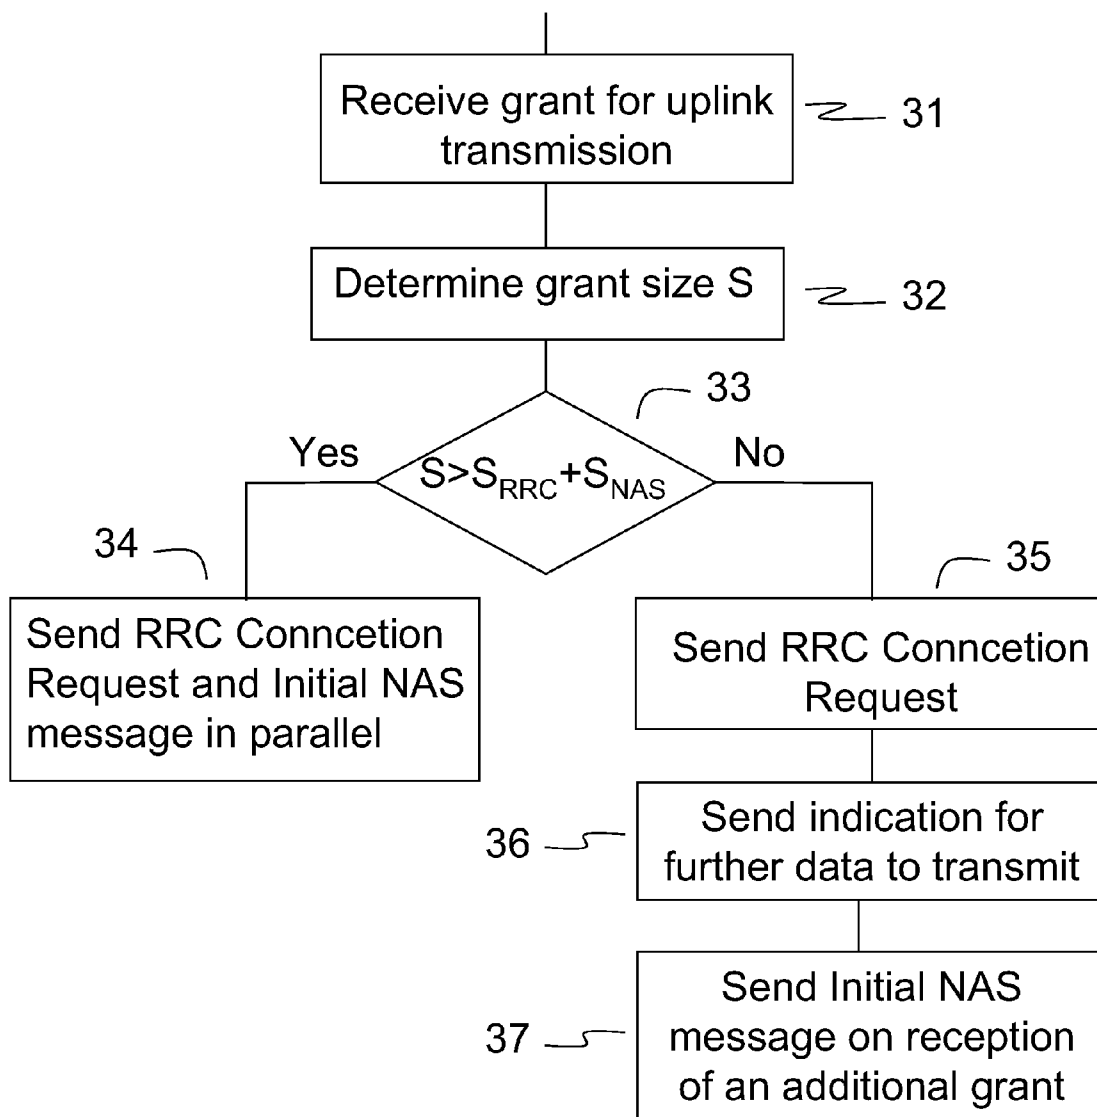 Receive grant for uplink
transmission
31
Determine grant size S
32
33
Yes
S>S_RRC+S_NAS
No
34
Send RRC Conncetion
Request and Initial NAS
message in parallel
35
Send RRC Conncetion
Request
36
Send indication for
further data to transmit
37
Send Initial NAS
message on reception
of an additional grant